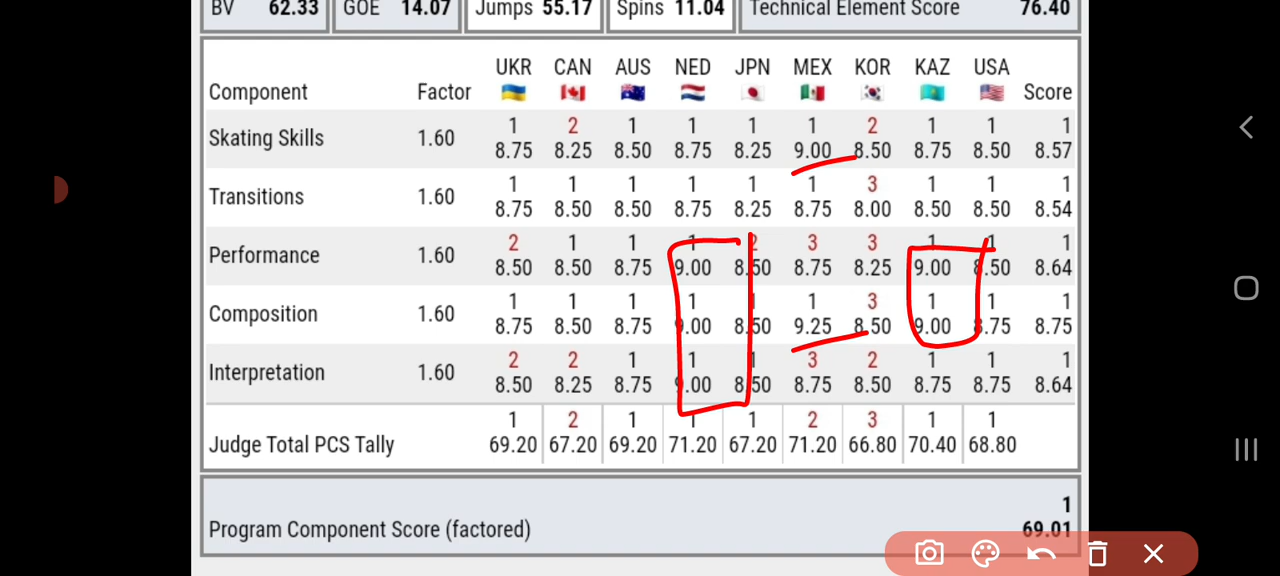 BV 62.33 GOE 14.07 Jumps 55.17 Spins 11.04 Technical Element Score 76.40
UKR CAN AUS NED JPN MEX KOR KAZ USA
Component Factor Score
1 2 1 1 1 1 2 1 1 1
Skating Skills 1.60
8.75 8.25 8.50 8.75 8.25 9.00 8.50 8.75 8.50 8.57
1 1 1 1 1 1 3 1 1 1
Transitions 1.60
8.75 8.50 8.50 8.75 8.25 8.75 8.00 8.50 8.50 8.54
2 1 1 1 2 3 3 1 1 1
Performance 1.60
8.50 8.50 8.75 9.00 8.50 8.75 8.25 9.00 8.50 8.64
1 1 1 1 1 1 3 1 1 1
Composition 1.60
8.75 8.50 8.75 9.00 8.50 9.25 8.50 9.00 8.75 8.75
2 2 1 1 1 3 2 1 1 1
Interpretation 1.60
8.50 8.25 8.75 9.00 8.50 8.75 8.50 8.75 8.75 8.64
1 2 1 1 1 2 3 1 1
Judge Total PCS Tally 69.20 67.20 69.20 71.20 67.20 71.20 66.80 70.40 68.80
1
Program Component Score (factored) 69.01